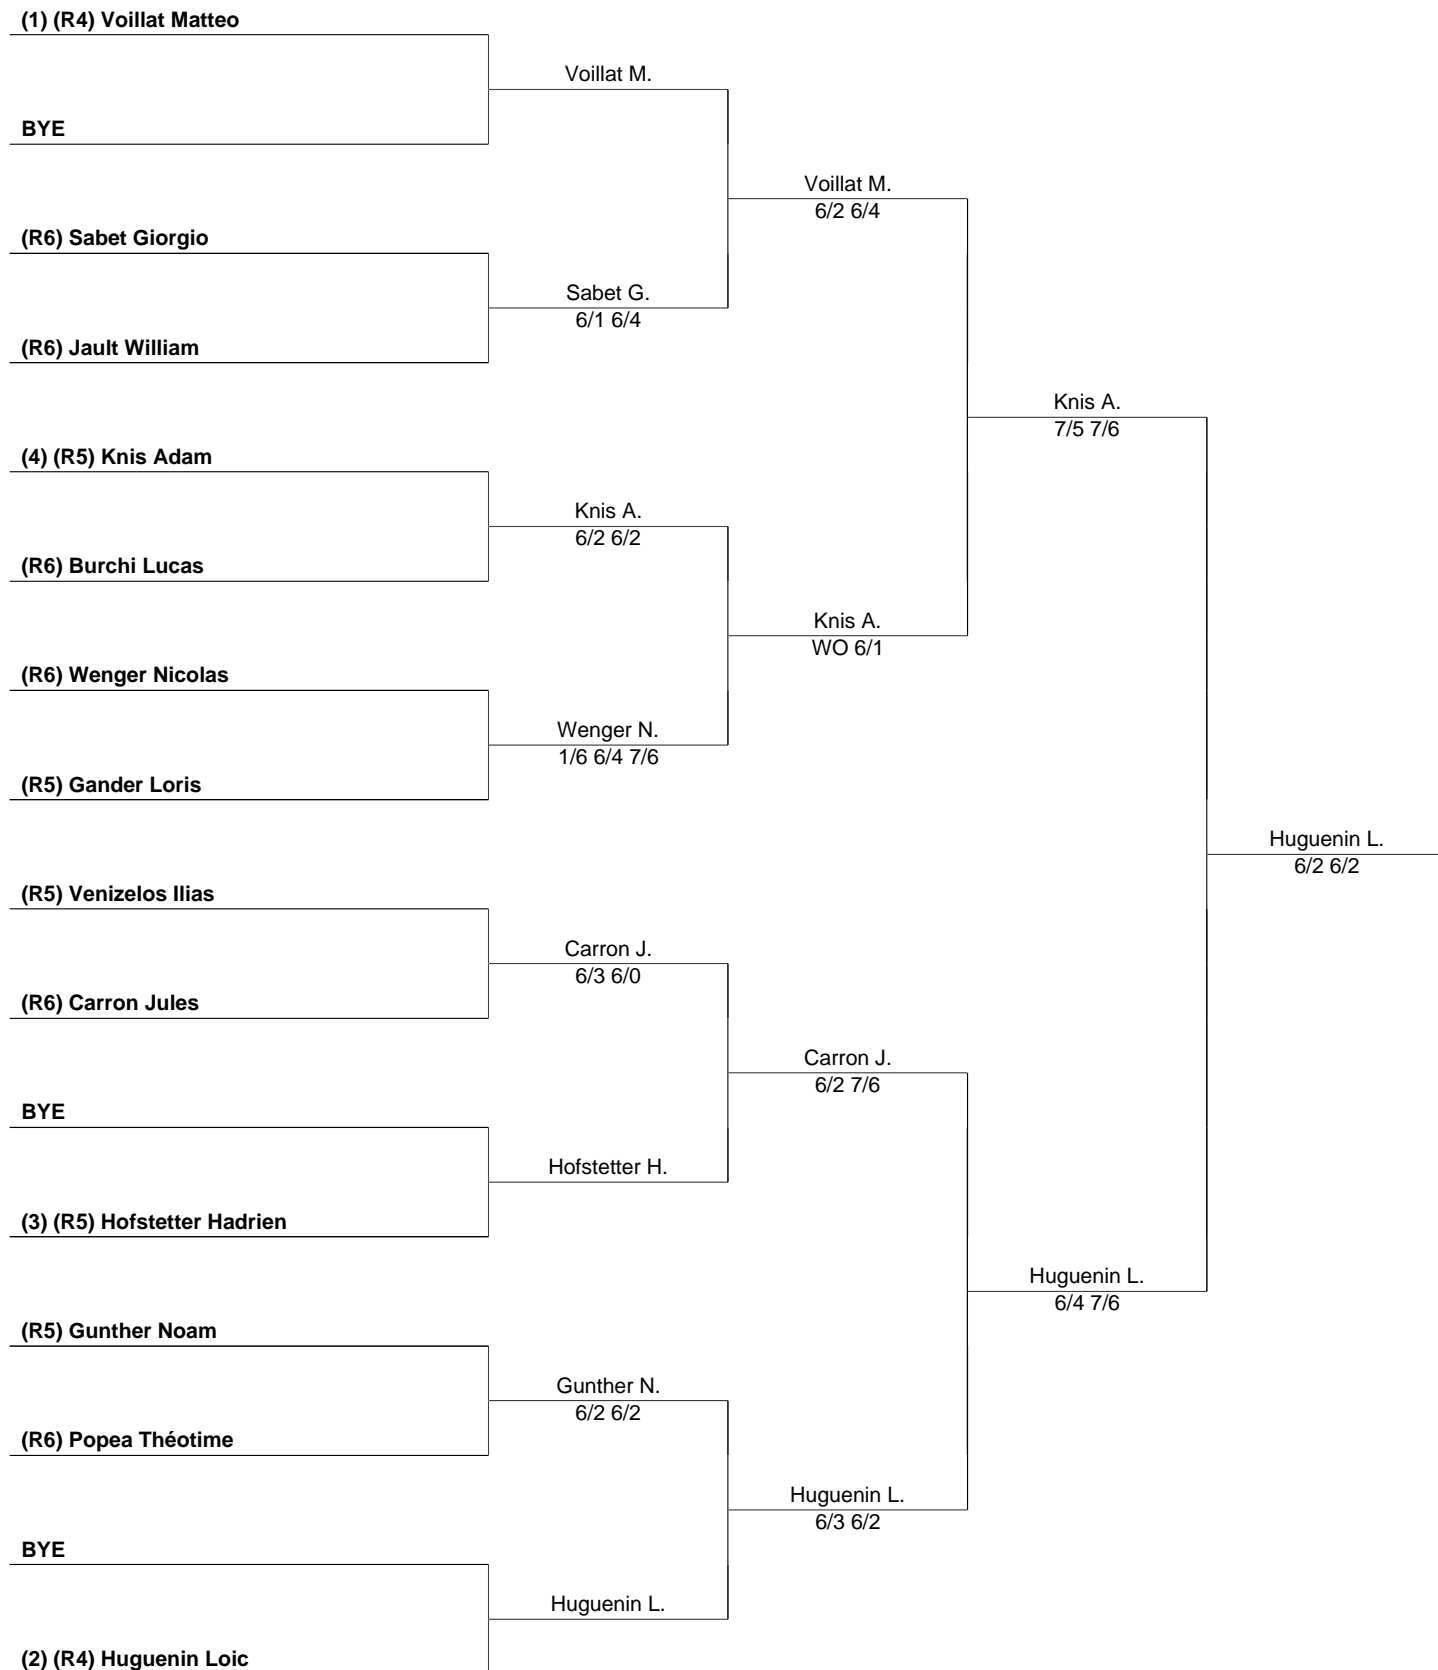 (1) (R4) Voillat Matteo
Voillat M.
BYE
Voillat M.
6/2 6/4
(R6) Sabet Giorgio
Sabet G.
6/1 6/4
(R6) Jault William
Knis A.
7/5 7/6
(4) (R5) Knis Adam
Knis A.
6/2 6/2
(R6) Burchi Lucas
Knis A.
WO 6/1
(R6) Wenger Nicolas
Wenger N.
1/6 6/4 7/6
(R5) Gander Loris
Huguenin L.
6/2 6/2
(R5) Venizelos Ilias
Carron J.
6/3 6/0
(R6) Carron Jules
Carron J.
6/2 7/6
BYE
Hofstetter H.
(3) (R5) Hofstetter Hadrien
Huguenin L.
6/4 7/6
(R5) Gunther Noam
Gunther N.
6/2 6/2
(R6) Popea Théotime
Huguenin L.
6/3 6/2
BYE
Huguenin L.
(2) (R4) Huguenin Loic